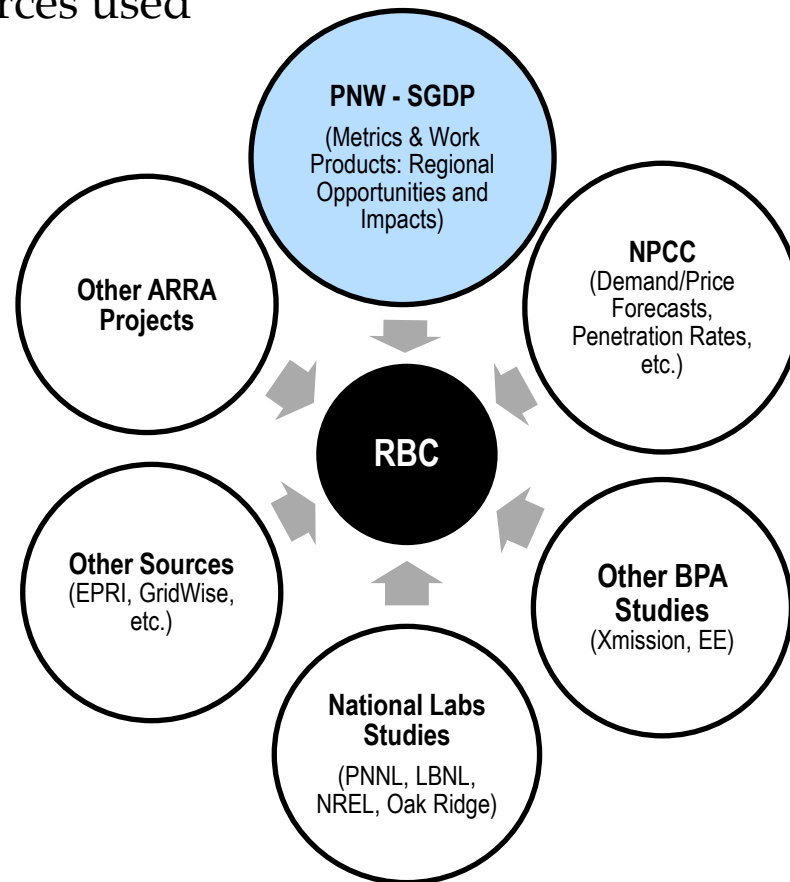 used
PNW - SGDP
(Metrics & Work
Products: Regional
Opportunities and
Impacts)
Other ARRA
Projects
NPCC
(Demand/Price
Forecasts,
Penetration Rates,
etc.)
RBC
Other Sources
(EPRI, GridWise,
etc.)
Other BPA
Studies
(Xmission, EE)
National Labs
Studies
(PNNL, LBNL,
NREL, Oak Ridge)